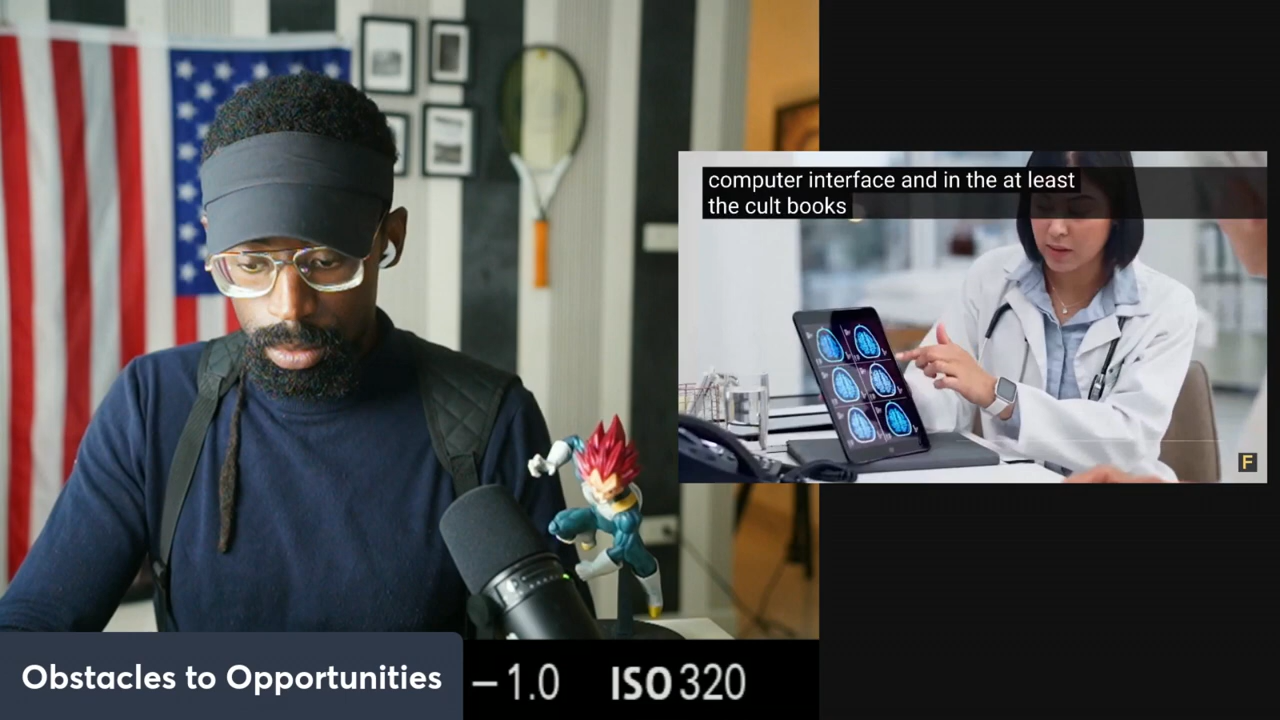 computer interface and in the at least
the cult books
F
Obstacles to Opportunities
–1.0 ISO 320